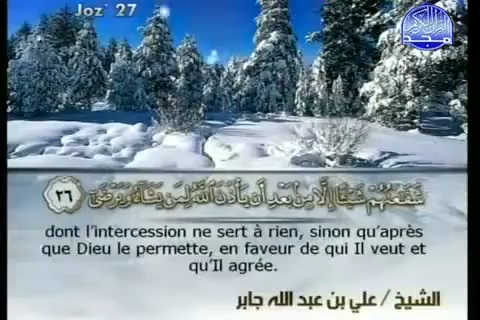 Joz' 27
المجد
شَفَٰعَتُهُمْ شَيْـًٔا إِلَّا مِنۢ بَعْدِ أَن يَأْذَنَ ٱللَّهُ لِمَن يَشَآءُ وَيَرْضَىٰٓ ٢٦
dont l'intercession ne sert à rien, sinon qu'après
que Dieu le permette, en faveur de qui Il veut et
qu'Il agrée.
الشيخ / علي بن عبد الله جابر